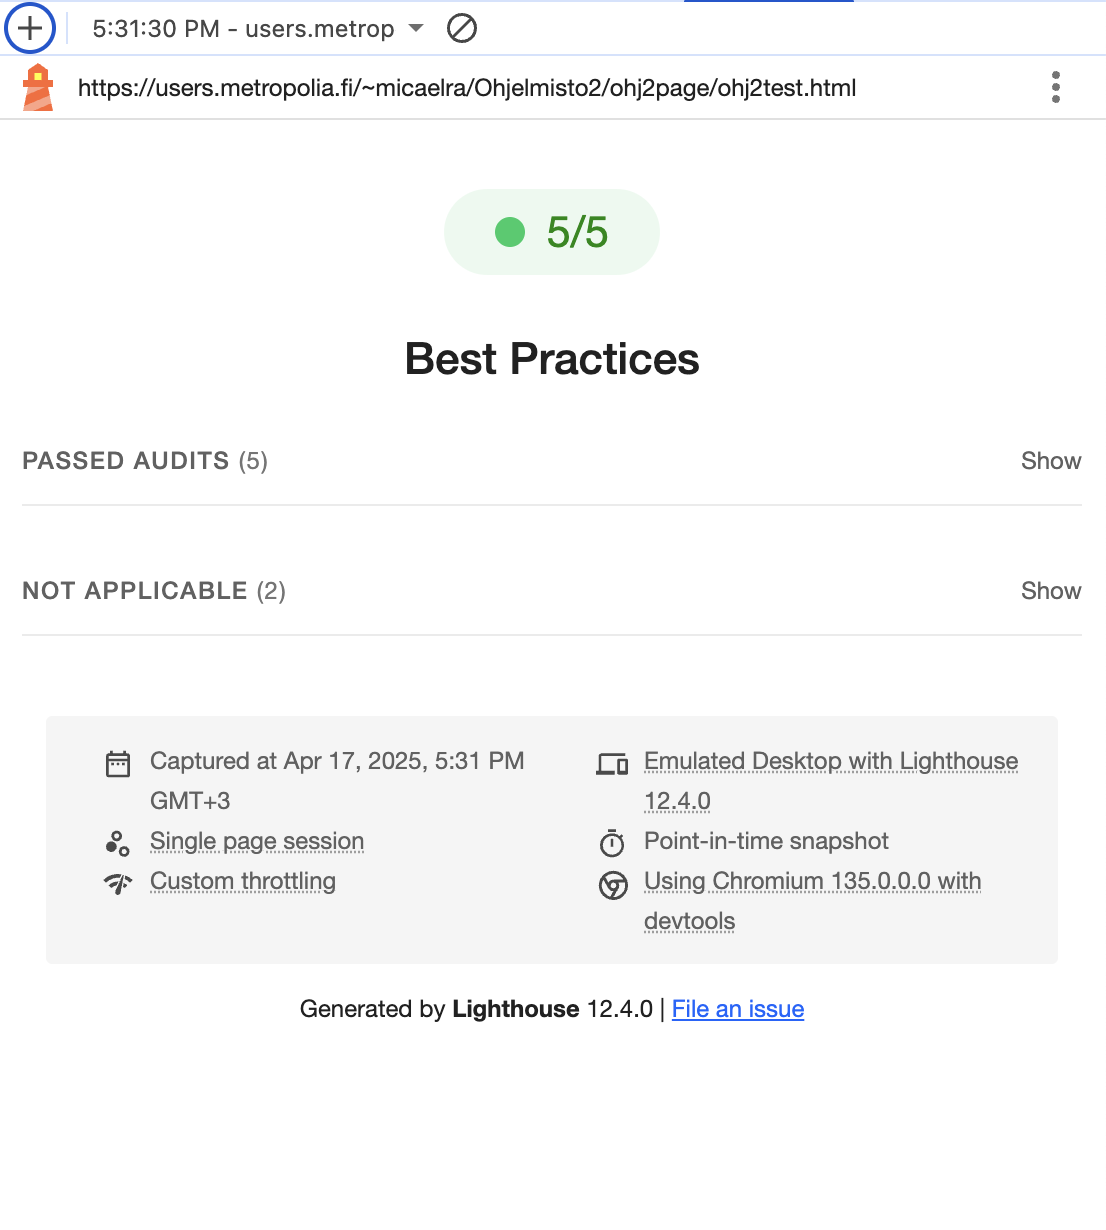 5:31:30 PM - users.metrop
https://users.metropolia.fi/~micaelra/Ohjelmisto2/ohj2page/ohj2test.html
5/5
Best Practices
PASSED AUDITS (5) Show
NOT APPLICABLE (2) Show
Captured at Apr 17, 2025, 5:31 PM
GMT+3
Single page session
Custom throttling
Emulated Desktop with Lighthouse
12.4.0
Point-in-time snapshot
Using Chromium 135.0.0.0 with
devtools
Generated by Lighthouse 12.4.0 | File an issue